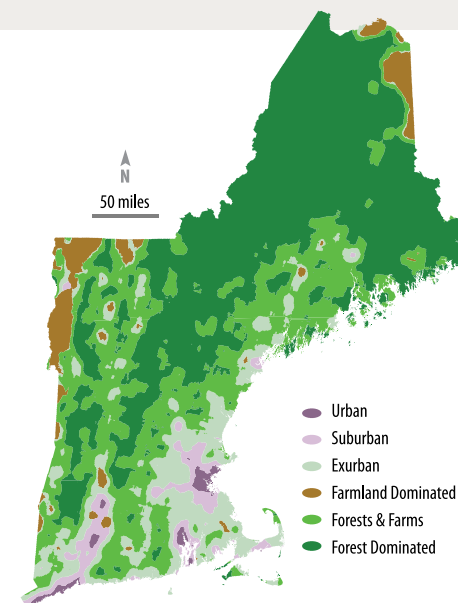 N
50 miles
Urban
Suburban
Exurban
Farmland Dominated
Forests & Farms
Forest Dominated